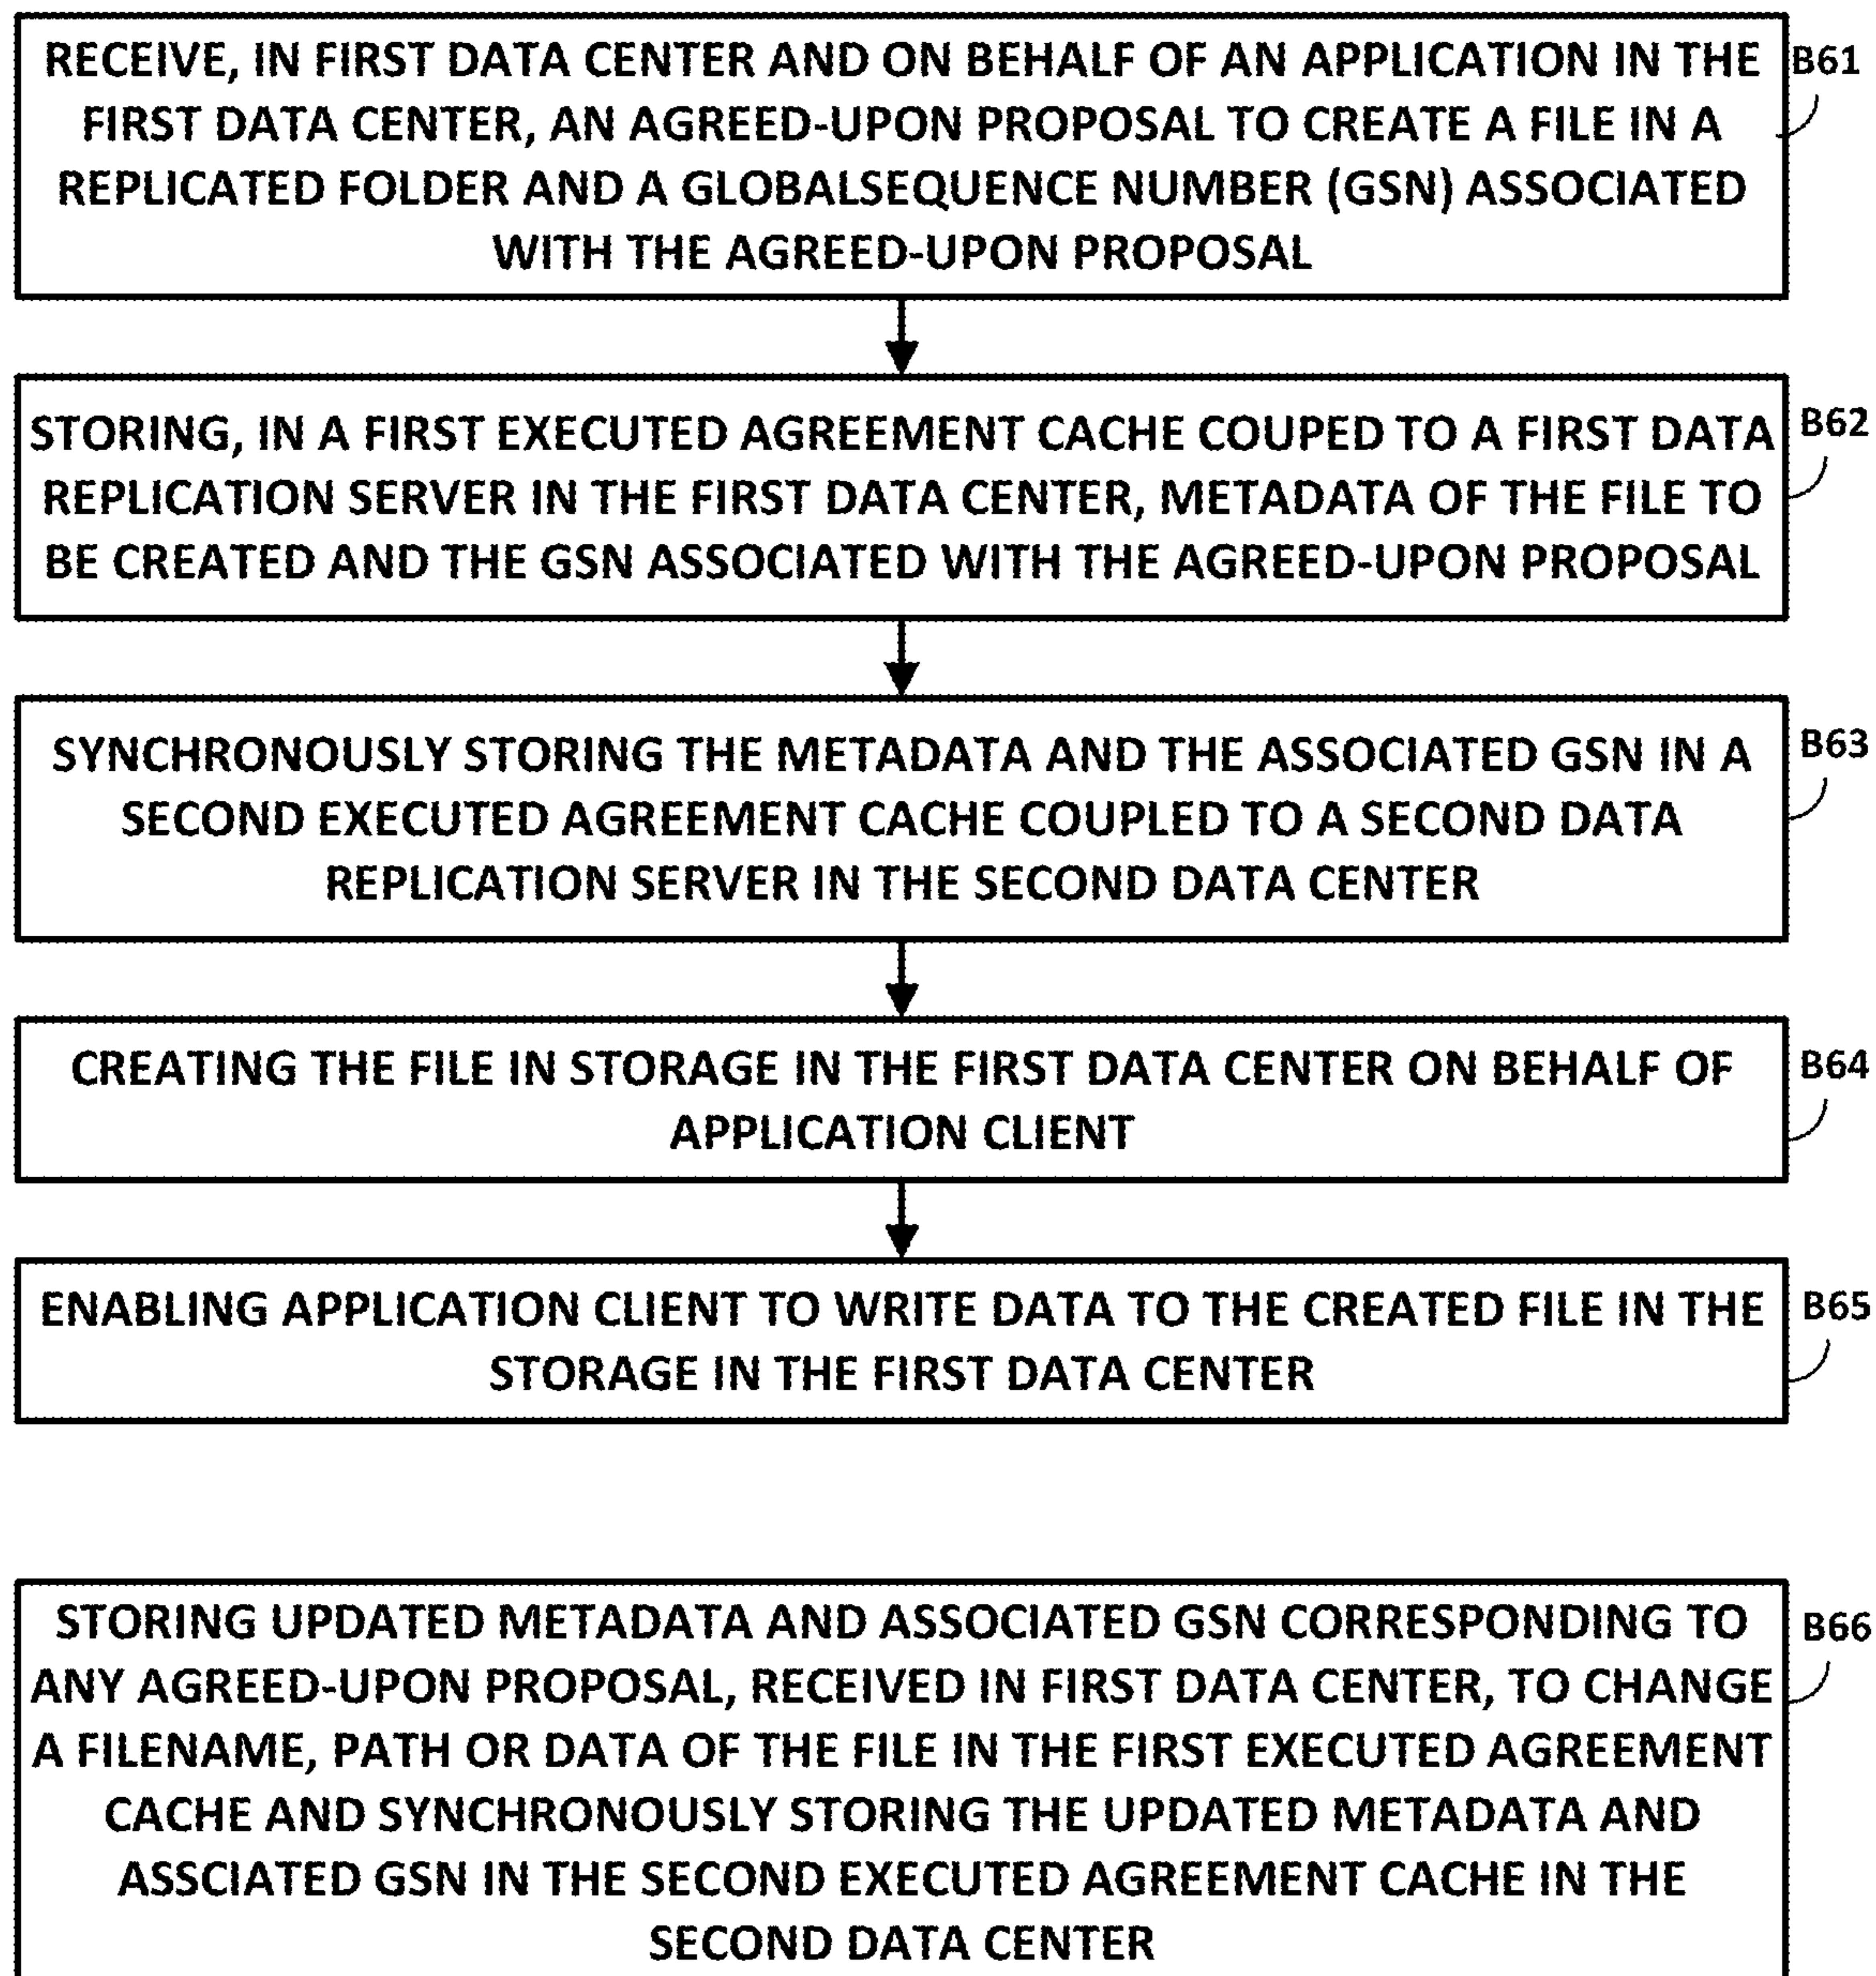 RECEIVE, IN FIRST DATA CENTER AND ON BEHALF OF AN APPLICATION IN THE
FIRST DATA CENTER, AN AGREED-UPON PROPOSAL TO CREATE A FILE IN A
REPLICATED FOLDER AND A GLOBALSEQUENCE NUMBER (GSN) ASSOCIATED
WITH THE AGREED-UPON PROPOSAL
B61
STORING, IN A FIRST EXECUTED AGREEMENT CACHE COUPED TO A FIRST DATA
REPLICATION SERVER IN THE FIRST DATA CENTER, METADATA OF THE FILE TO
BE CREATED AND THE GSN ASSOCIATED WITH THE AGREED-UPON PROPOSAL
B62
SYNCHRONOUSLY STORING THE METADATA AND THE ASSOCIATED GSN IN A
SECOND EXECUTED AGREEMENT CACHE COUPLED TO A SECOND DATA
REPLICATION SERVER IN THE SECOND DATA CENTER
B63
CREATING THE FILE IN STORAGE IN THE FIRST DATA CENTER ON BEHALF OF
APPLICATION CLIENT
B64
ENABLING APPLICATION CLIENT TO WRITE DATA TO THE CREATED FILE IN THE
STORAGE IN THE FIRST DATA CENTER
B65
STORING UPDATED METADATA AND ASSOCIATED GSN CORRESPONDING TO
ANY AGREED-UPON PROPOSAL, RECEIVED IN FIRST DATA CENTER, TO CHANGE
A FILENAME, PATH OR DATA OF THE FILE IN THE FIRST EXECUTED AGREEMENT
CACHE AND SYNCHRONOUSLY STORING THE UPDATED METADATA AND
ASSCIATED GSN IN THE SECOND EXECUTED AGREEMENT CACHE IN THE
SECOND DATA CENTER
B66